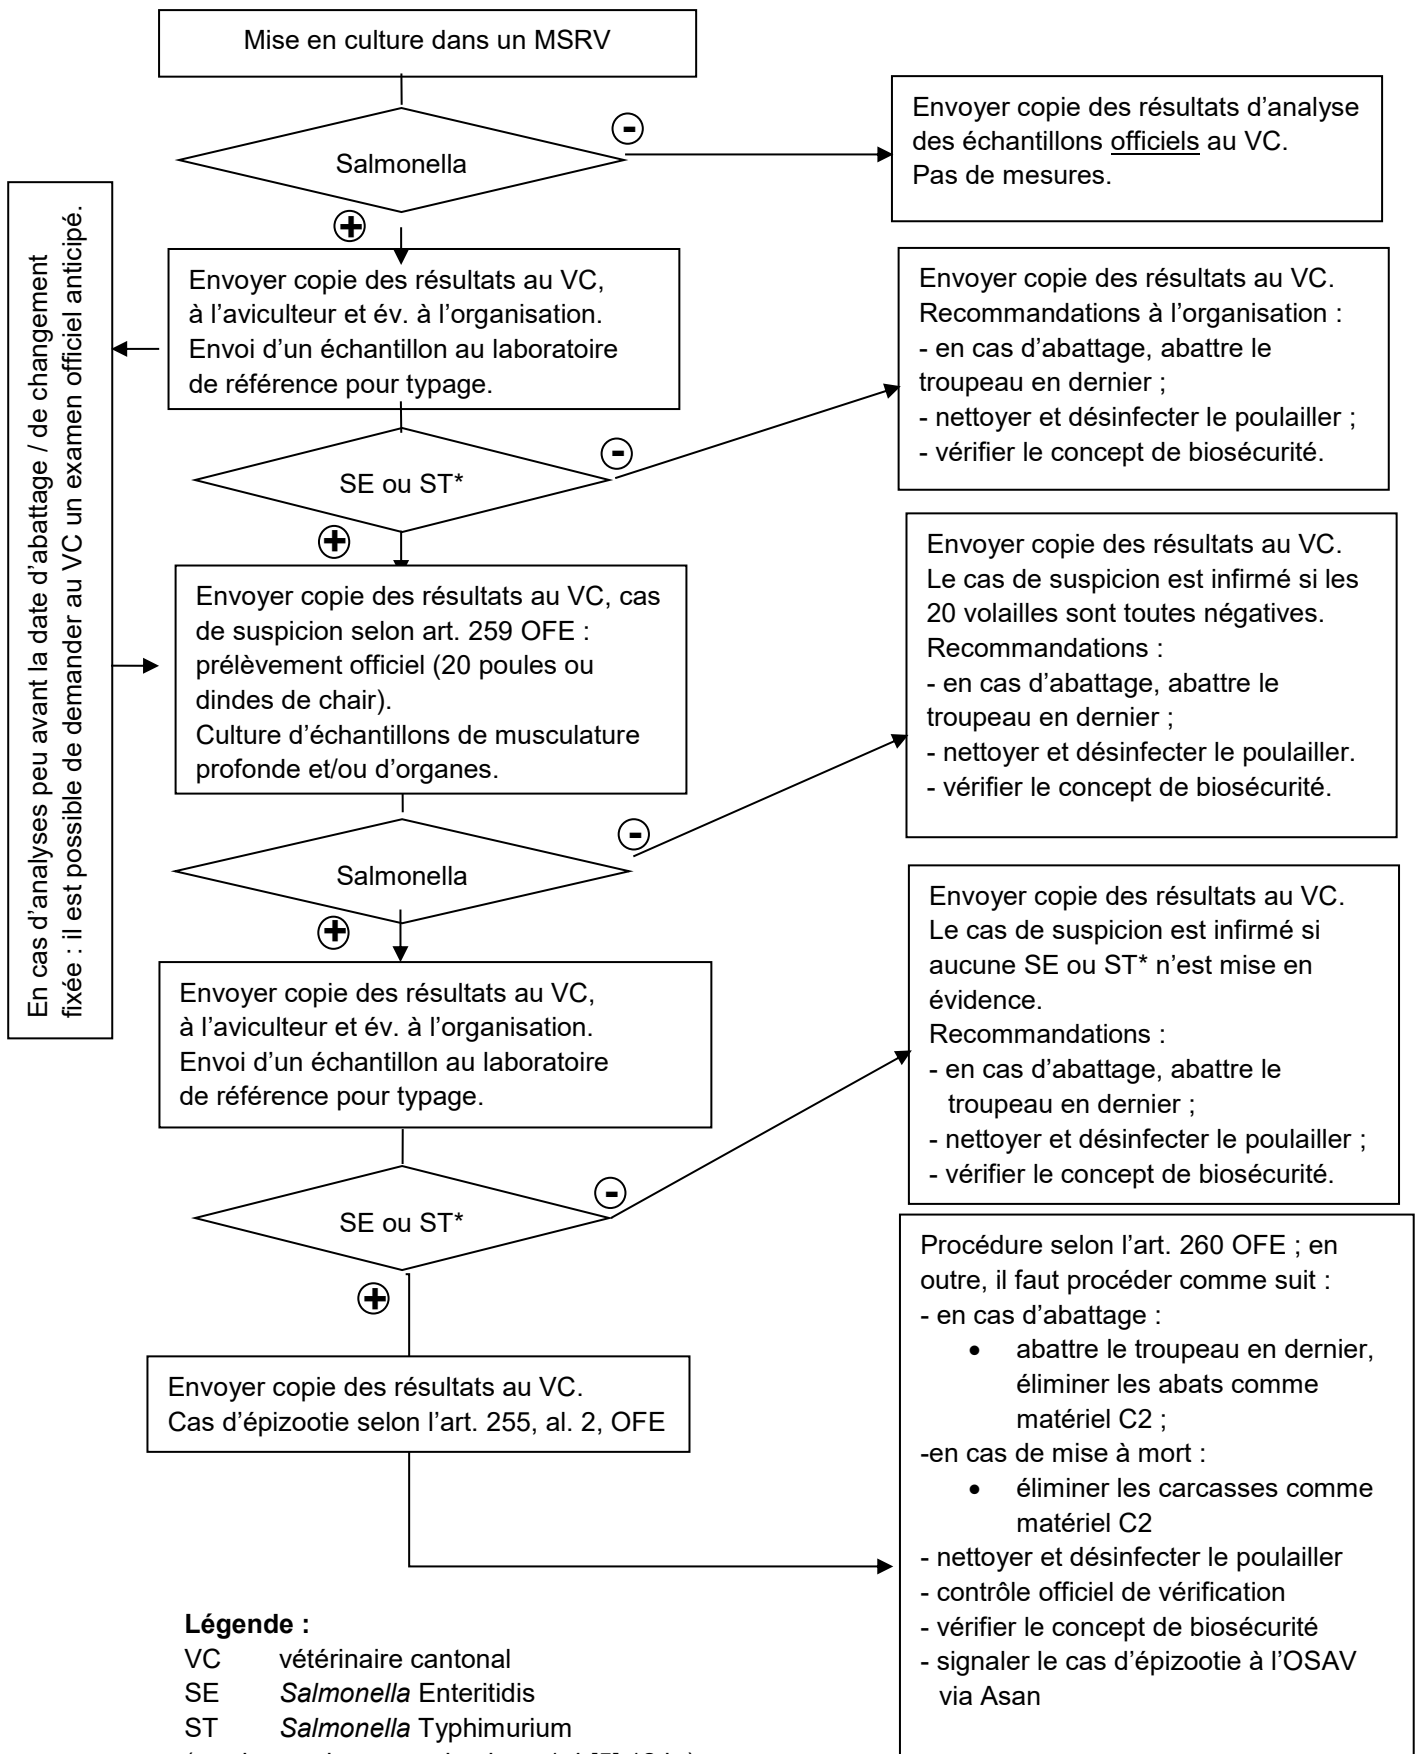 Mise en culture dans un MSRV
Salmonella
-
Envoyer copie des résultats d'analyse
des échantillons officiels au VC.
Pas de mesures.
+
En cas d'analyses peu avant la date d'abattage / de changement
fixée : il est possible de demander au VC un examen officiel anticipé.
Envoyer copie des résultats au VC,
à l'aviculteur et év. à l'organisation.
Envoi d'un échantillon au laboratoire
de référence pour typage.
SE ou ST*
-
Envoyer copie des résultats au VC.
Recommandations à l'organisation :
- en cas d'abattage, abattre le
troupeau en dernier ;
- nettoyer et désinfecter le poulailler ;
- vérifier le concept de biosécurité.
+
Envoyer copie des résultats au VC, cas
de suspicion selon art. 259 OFE :
prélèvement officiel (20 poules ou
dindes de chair).
Culture d'échantillons de musculature
profonde et/ou d'organes.
Salmonella
-
Envoyer copie des résultats au VC.
Le cas de suspicion est infirmé si les
20 volailles sont toutes négatives.
Recommandations :
- en cas d'abattage, abattre le
troupeau en dernier ;
- nettoyer et désinfecter le poulailler.
- vérifier le concept de biosécurité.
+
Envoyer copie des résultats au VC,
à l'aviculteur et év. à l'organisation.
Envoi d'un échantillon au laboratoire
de référence pour typage.
SE ou ST*
-
Envoyer copie des résultats au VC.
Le cas de suspicion est infirmé si
aucune SE ou ST* n'est mise en
évidence.
Recommandations :
- en cas d'abattage, abattre le
troupeau en dernier ;
- nettoyer et désinfecter le poulailler ;
- vérifier le concept de biosécurité.
+
Envoyer copie des résultats au VC.
Cas d'épizootie selon l'art. 255, al. 2, OFE
Procédure selon l'art. 260 OFE ; en
outre, il faut procéder comme suit :
- en cas d'abattage :
• abattre le troupeau en dernier,
éliminer les abats comme
matériel C2 ;
-en cas de mise à mort :
• éliminer les carcasses comme
matériel C2
- nettoyer et désinfecter le poulailler
- contrôle officiel de vérification
- vérifier le concept de biosécurité
- signaler le cas d'épizootie à l'OSAV
via Asan
Légende :
VC vétérinaire cantonal
SE Salmonella Enteritidis
ST Salmonella Typhimurium